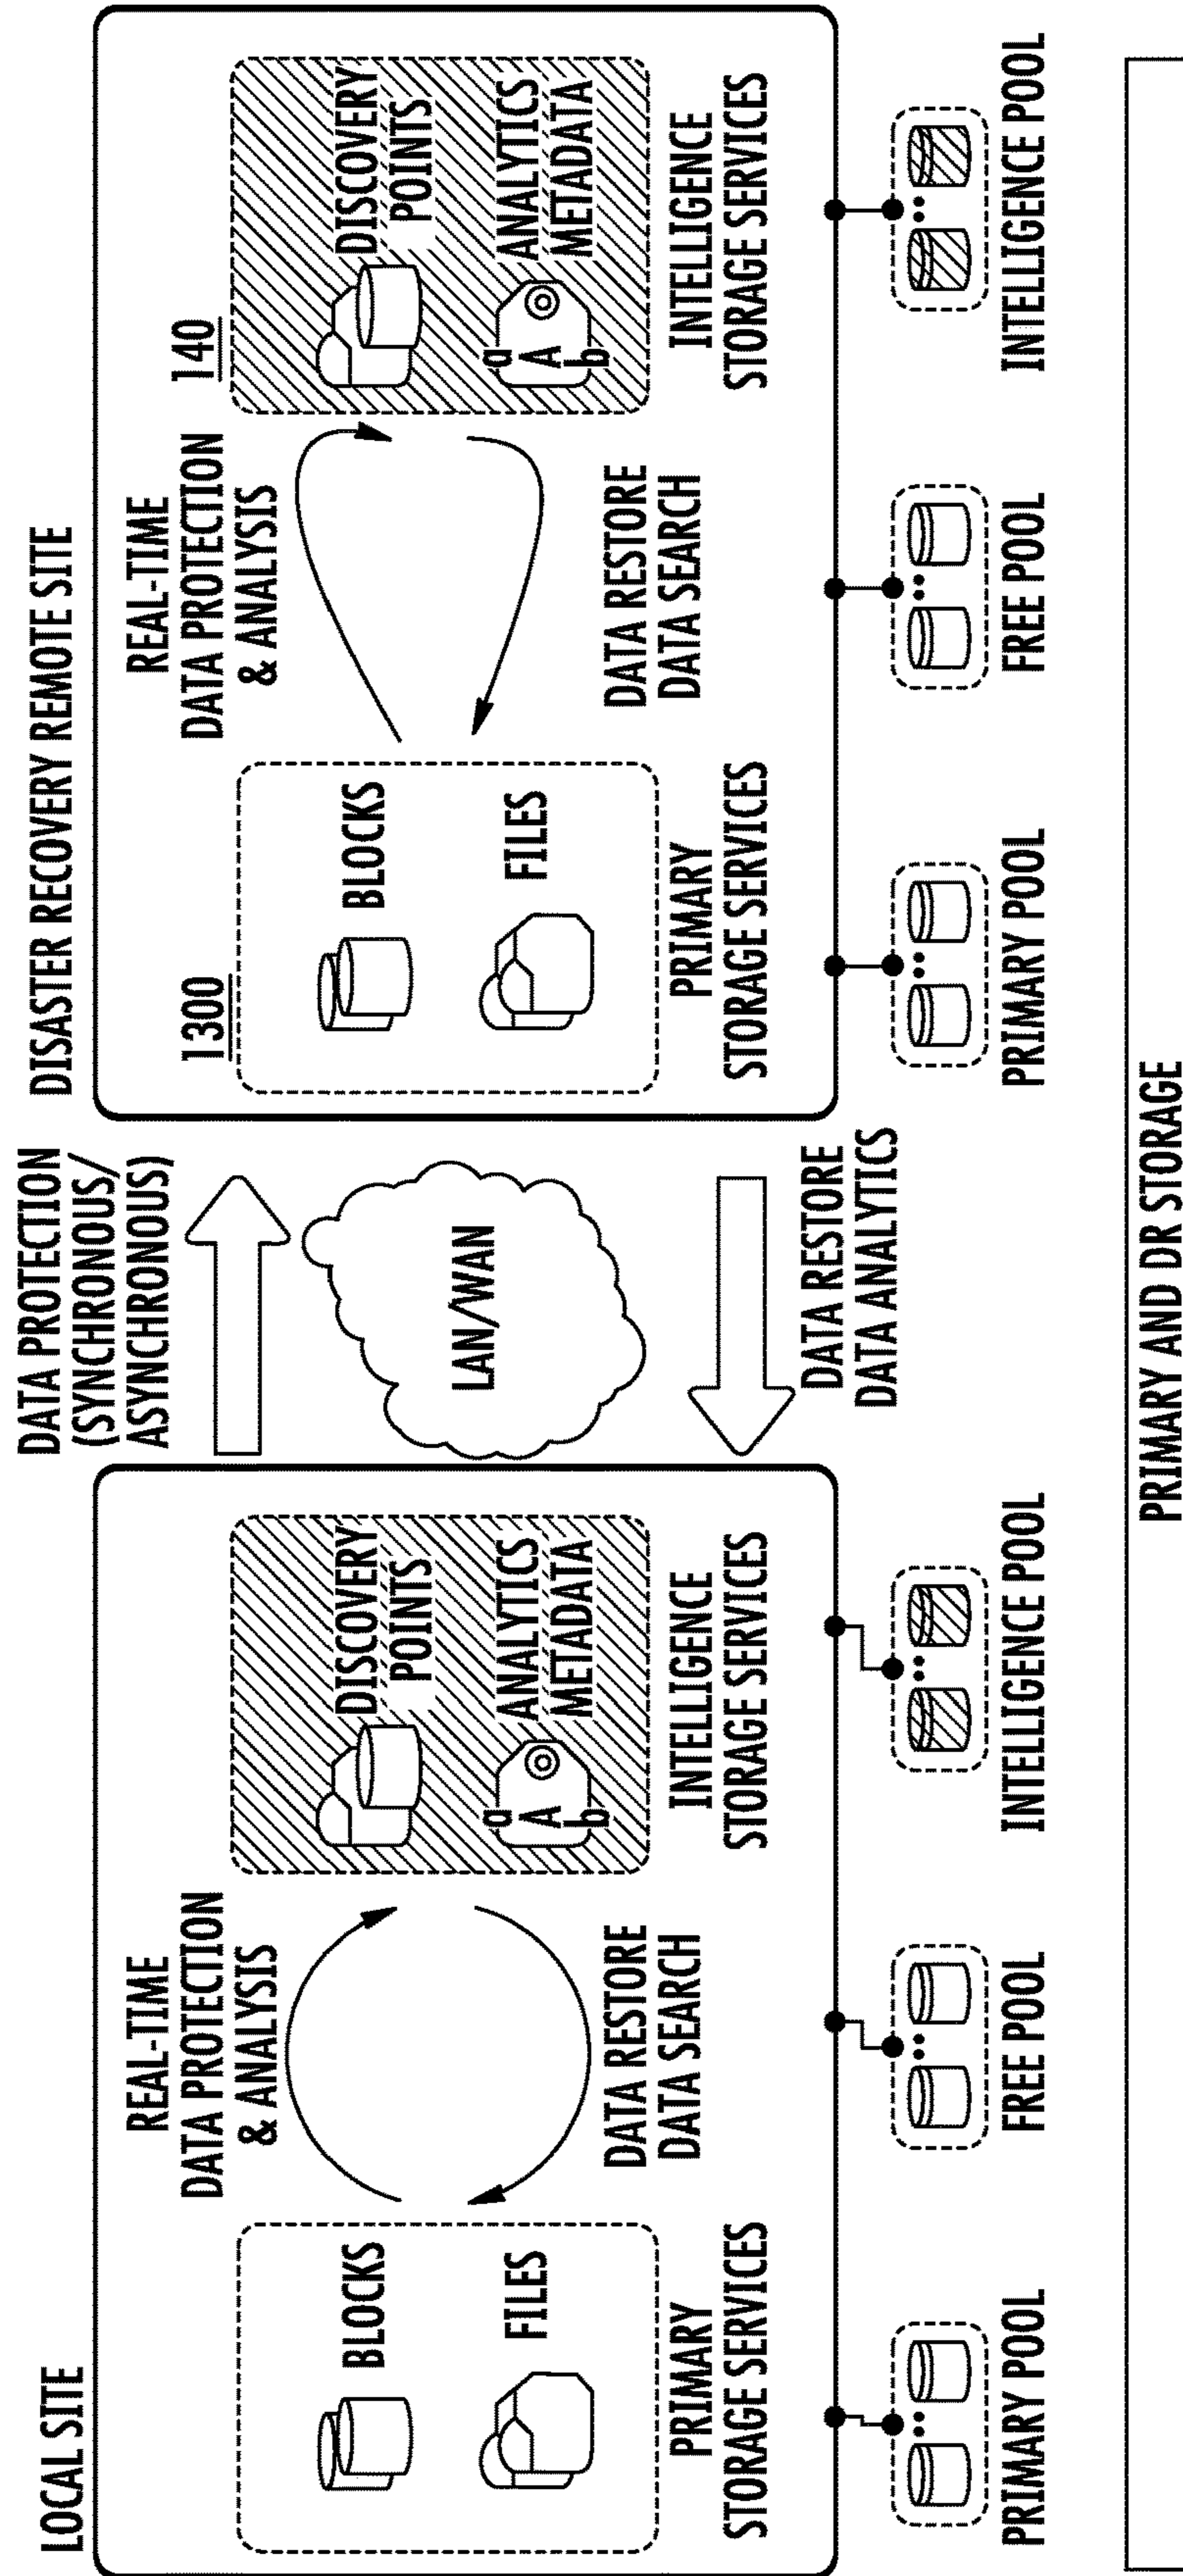 LOCAL SITE
REAL-TIME
DATA PROTECTION
& ANALYSIS
BLOCKS
FILES
PRIMARY
STORAGE SERVICES
DATA RESTORE
DATA SEARCH
DISCOVERY
POINTS
a
A
b
ANALYTICS
METADATA
INTELLIGENCE
STORAGE SERVICES
PRIMARY POOL
FREE POOL
INTELLIGENCE POOL
DATA PROTECTION
(SYNCHRONOUS/
ASYNCHRONOUS)
LAN/WAN
DATA RESTORE
DATA ANALYTICS
DISASTER RECOVERY REMOTE SITE
1300
REAL-TIME
DATA PROTECTION
& ANALYSIS
140
BLOCKS
FILES
PRIMARY
STORAGE SERVICES
DATA RESTORE
DATA SEARCH
DISCOVERY
POINTS
a
A
b
ANALYTICS
METADATA
INTELLIGENCE
STORAGE SERVICES
PRIMARY POOL
FREE POOL
INTELLIGENCE POOL
PRIMARY AND DR STORAGE